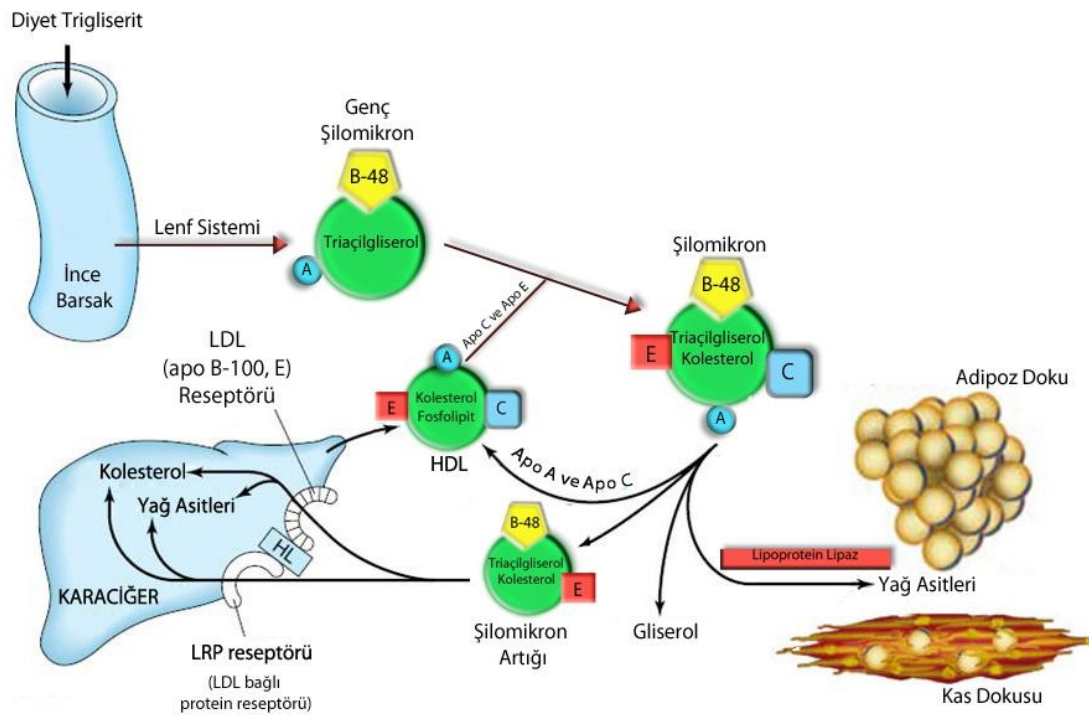 Diyet Trigliserit
Genç
Şilomikron
B-48
Triaçilgliserol
A
Lenf Sistemi
İnce
Barsak
Şilomikron
B-48
Triaçilgliserol
Kolesterol
E
C
A
Apo C ve Apo E
LDL
(apo B-100, E)
Reseptörü
A
E
Kolesterol
Fosfolipit
C
HDL
Adipoz Doku
Apo A ve Apo C
Kolesterol
Yağ Asitleri
HL
KARACİĞER
B-48
Triaçilgliserol
Kolesterol
E
Şilomikron
Artığı
Gliserol
Lipoprotein Lipaz
Yağ Asitleri
LRP reseptörü
(LDL bağlı
protein reseptörü)
Kas Dokusu